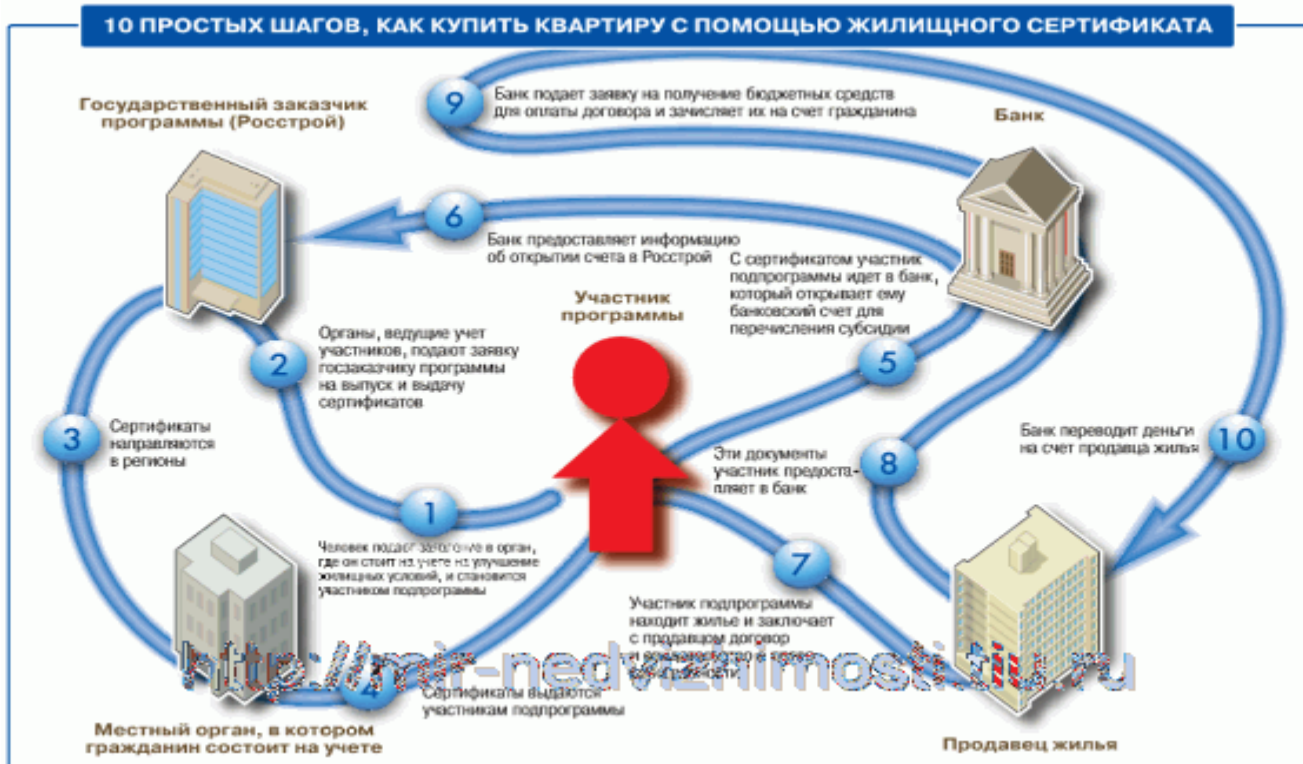 10 ПРОСТЫХ ШАГОВ, КАК КУПИТЬ КВАРТИРУ С ПОМОЩЬЮ ЖИЛИЩНОГО СЕРТИФИКАТА
Государственный заказчик
программы (Росстрой)
9
Банк подает заявку на получение бюджетных средств
для оплаты договора и зачисляет их на счет гражданина
Банк
6
Банк предоставляет информацию
об открытии счета в Росстрой
С сертификатом участник
подпрограммы идет в банк,
который открывает ему
банковский счет для
перечисления субсидии
5
Участник
программы
2
Органы, ведущие учет
участников, подают заявку
госзаказчику программы
на выпуск и выдачу
сертификатов
3
Сертификаты
направляются
в регионы
Эти документы
участник предоста-
пляет в банк
8
Банк переводит деньги
на счет продавца жилья
10
1
Человек подает в орган,
где он стоит на учете на улучшение
жилищных условий, и становится
участником подпрограммы
7
Участник подпрограммы
находит жилье и заключает
с продавцом договор
и
http://mir-nedvizhimosti.tiu.ru
4
Сертификаты выдаются
участникам подпрограммы
Местный орган, в котором
гражданин состоит на учете
Продавец жилья